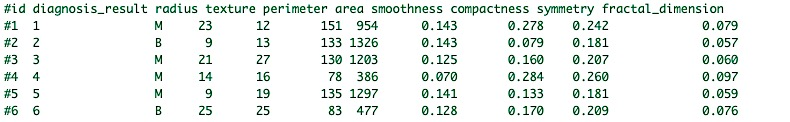 #id diagnosis_result radius texture perimeter area smoothness compactness symmetry fractal_dimension
#1 1 M 23 12 151 954 0.143 0.278 0.242 0.079
#2 2 B 9 13 133 1326 0.143 0.079 0.181 0.057
#3 3 M 21 27 130 1203 0.125 0.160 0.207 0.060
#4 4 M 14 16 78 386 0.070 0.284 0.260 0.097
#5 5 M 9 19 135 1297 0.141 0.133 0.181 0.059
#6 6 B 25 25 83 477 0.128 0.170 0.209 0.076